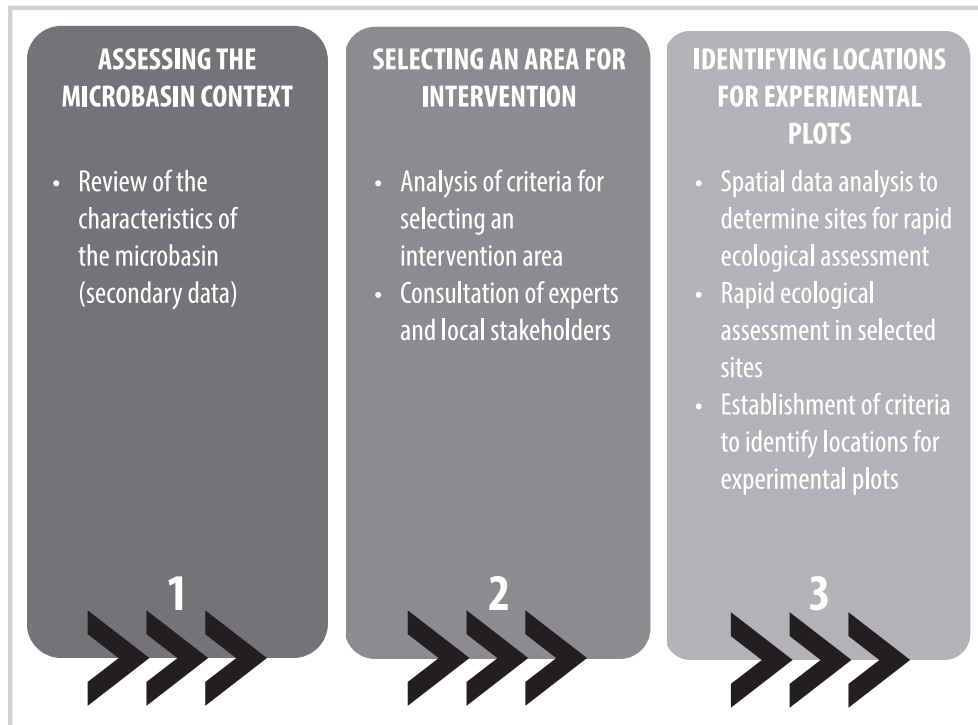 ASSESSING THE
MICROBASIN CONTEXT
• Review of the
characteristics of
the microbasin
(secondary data)
1
SELECTING AN AREA FOR
INTERVENTION
• Analysis of criteria for
selecting an
intervention area
• Consultation of experts
and local stakeholders
2
IDENTIFYING LOCATIONS
FOR EXPERIMENTAL
PLOTS
• Spatial data analysis to
determine sites for rapid
ecological assessment
• Rapid ecological
assessment in selected
sites
• Establishment of criteria
to identify locations for
experimental plots
3